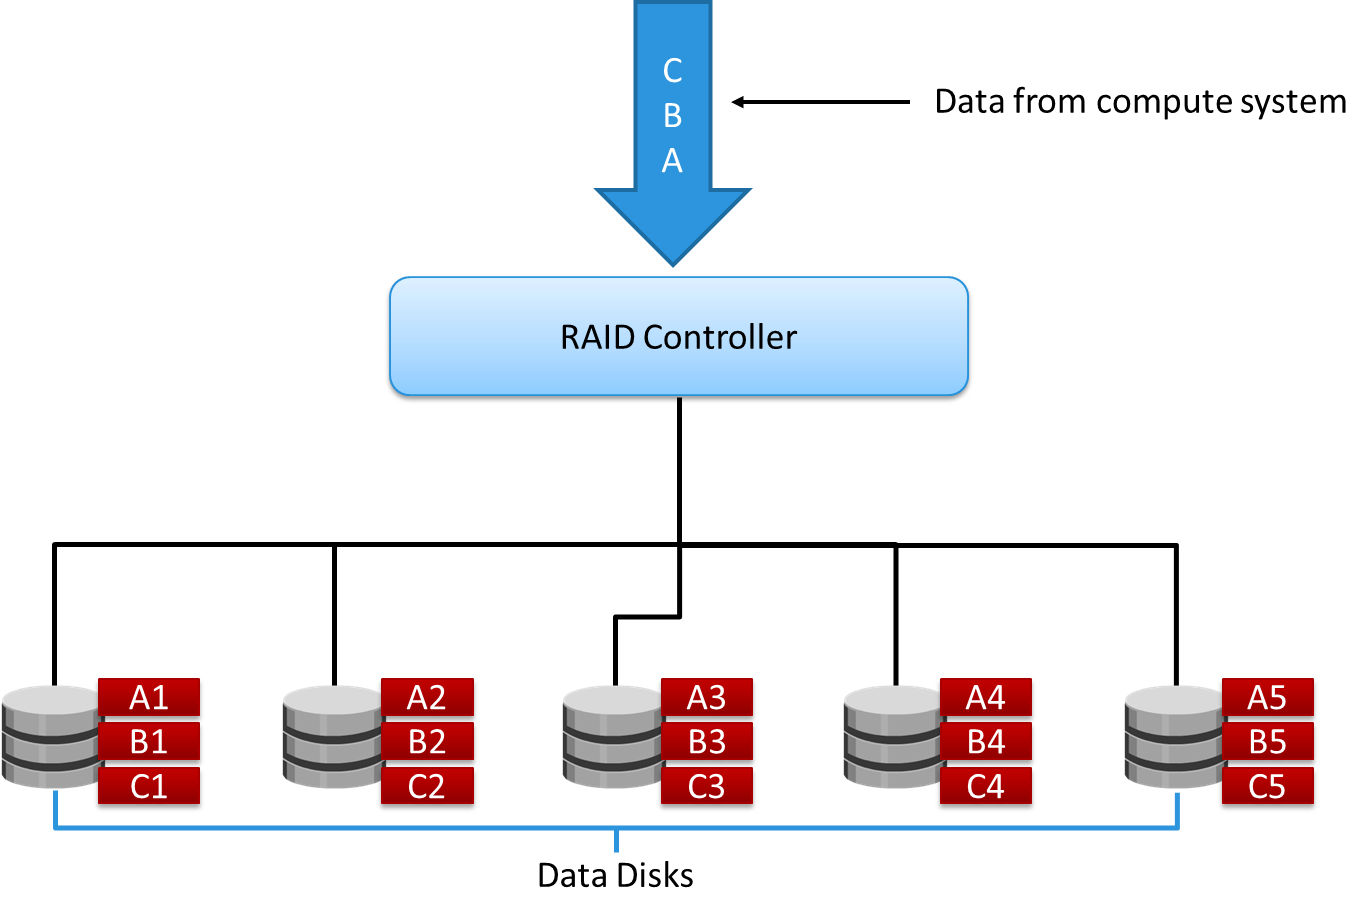 C
B
A
Data from compute system
RAID Controller
A1
B1
C1
A2
B2
C2
A3
B3
C3
A4
B4
C4
A5
B5
C5
Data Disks